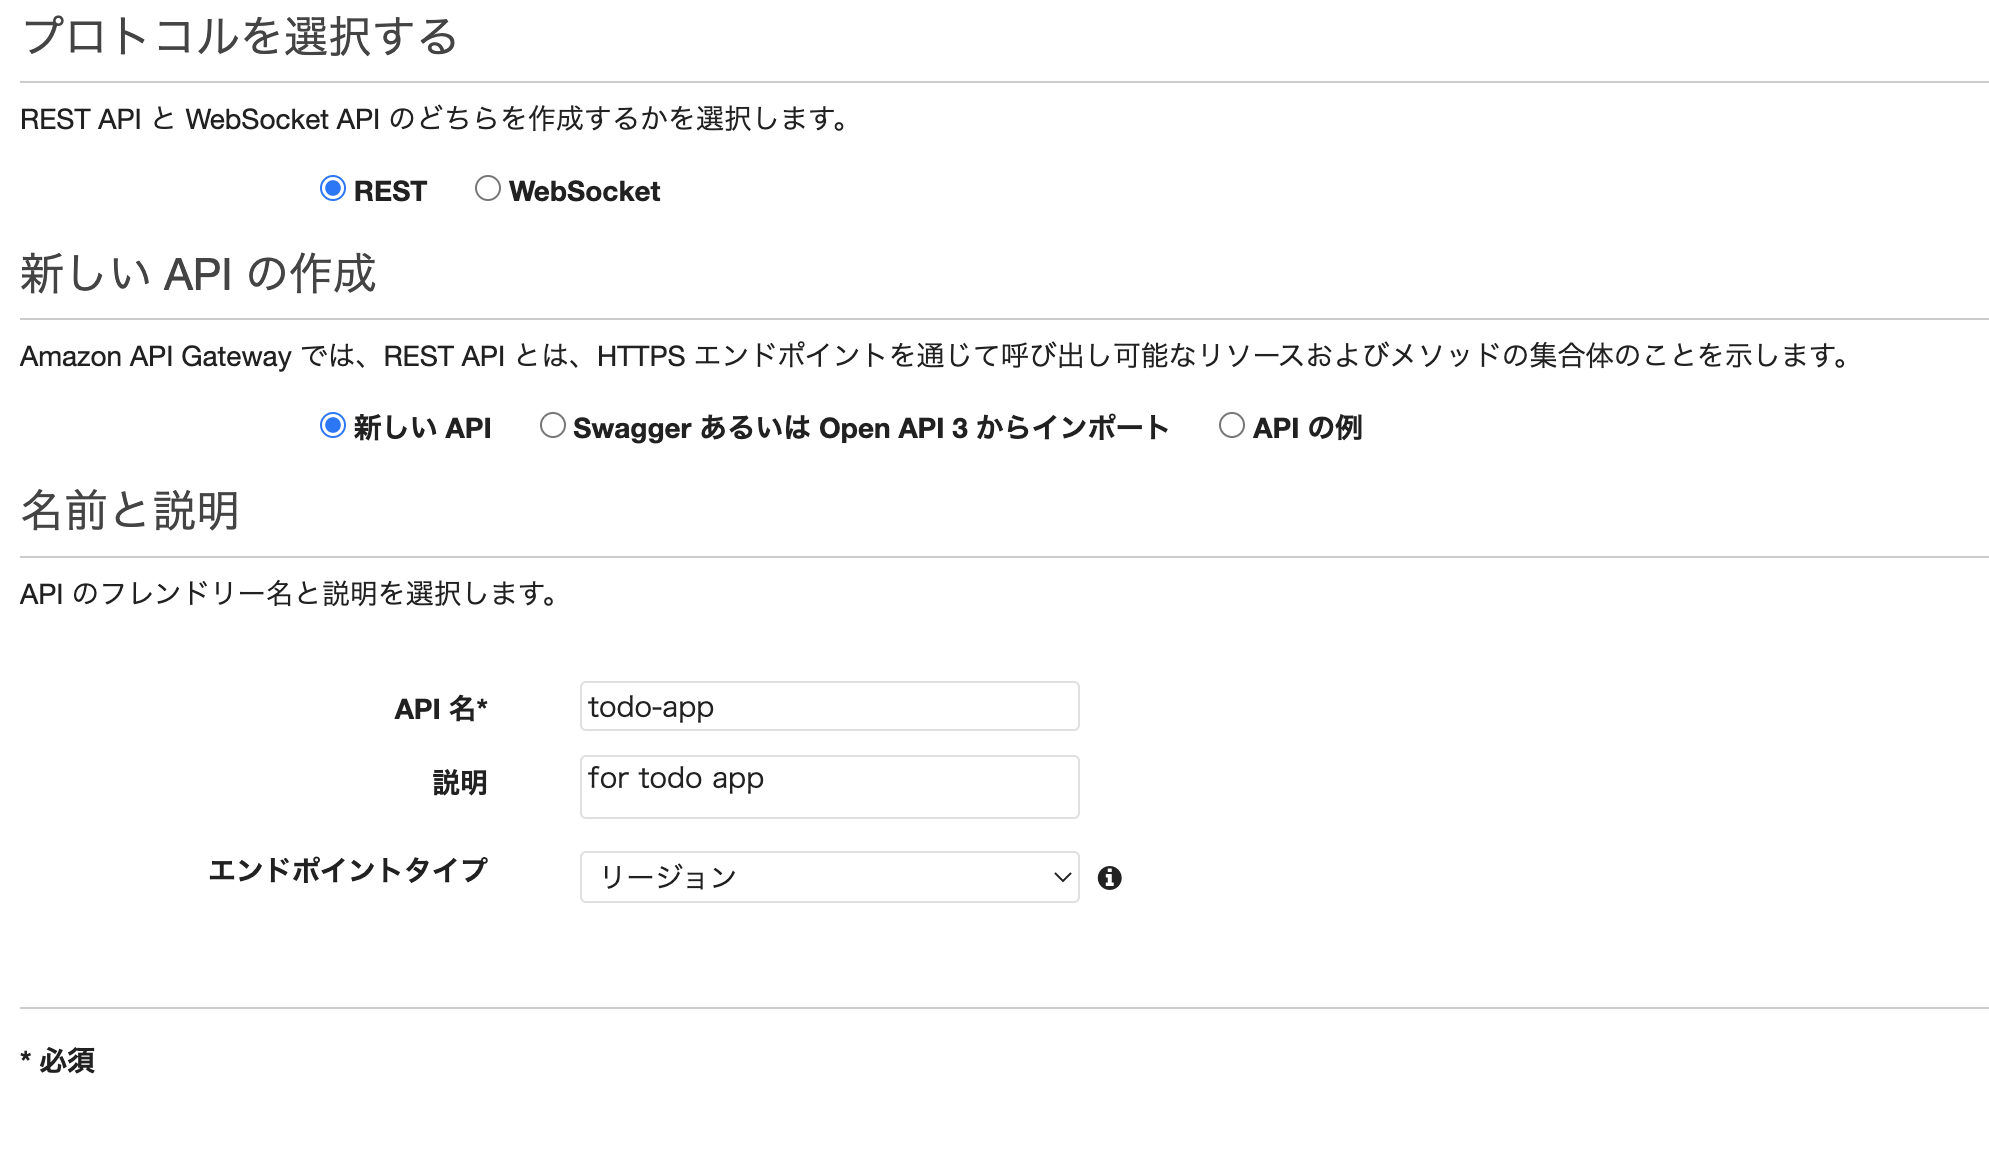 プロトコルを選択する
REST API と WebSocket API のどちらを作成するかを選択します。
REST WebSocket
新しい API の作成
Amazon API Gateway では、REST API とは、HTTPS エンドポイントを通じて呼び出し可能なリソースおよびメソッドの集合体のことを示します。
新しい API Swagger あるいは Open API 3 からインポート API の例
名前と説明
API のフレンドリー名と説明を選択します。
API 名* todo-app
説明 for todo app
エンドポイントタイプ リージョン
* 必須